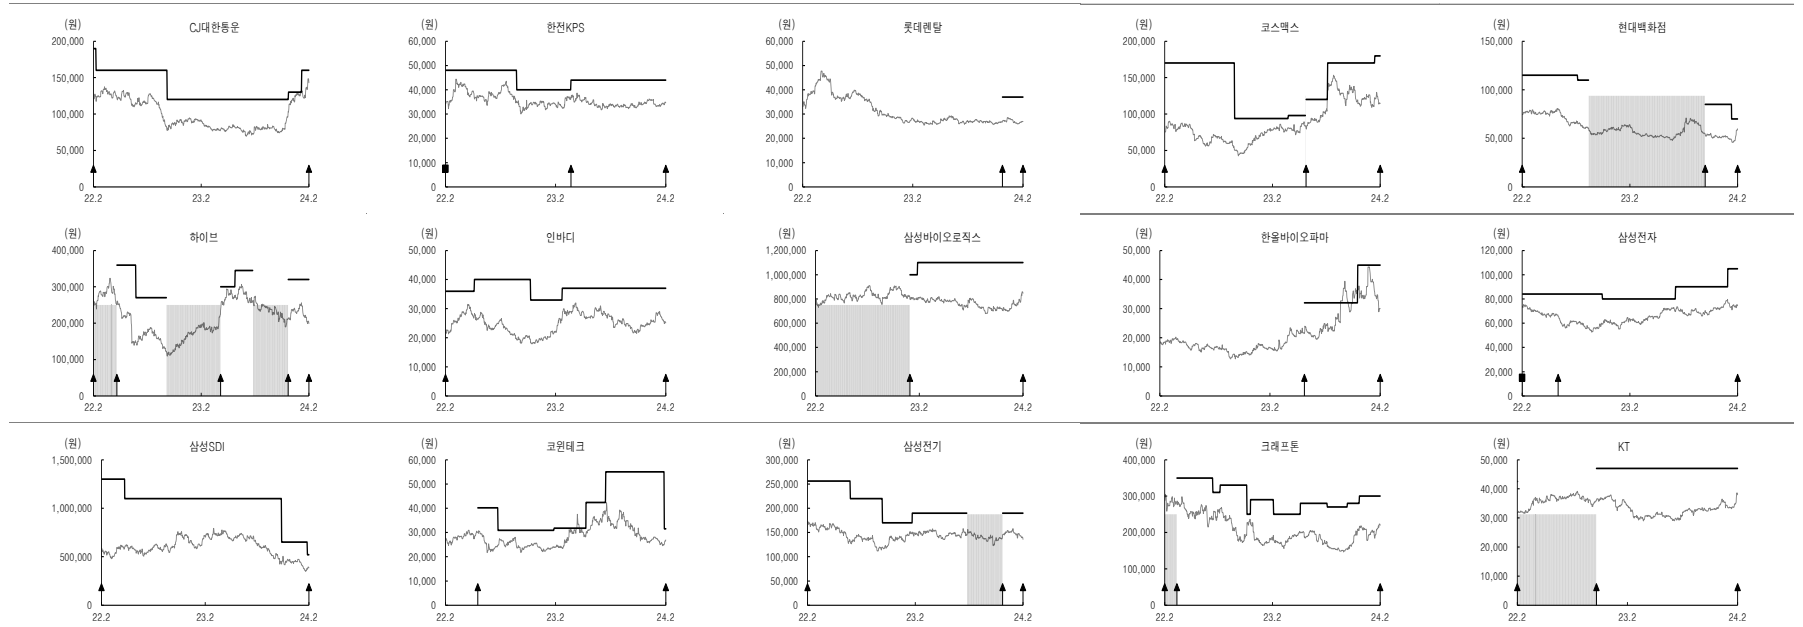 (원) CJ대한통운
200,000
150,000
100,000
50,000
0
22.2 23.2 24.2
(원) 한전KPS
60,000
50,000
40,000
30,000
20,000
10,000
0
22.2 23.2 24.2
(원) 롯데렌탈
60,000
50,000
40,000
30,000
20,000
10,000
0
22.2 23.2 24.2
(원) 코스맥스
200,000
150,000
100,000
50,000
0
22.2 23.2 24.2
(원) 현대백화점
150,000
100,000
50,000
0
22.2 23.2 24.2
(원) 하이브
400,000
300,000
200,000
100,000
0
22.2 23.2 24.2
(원) 인바디
50,000
40,000
30,000
20,000
10,000
0
22.2 23.2 24.2
(원) 삼성바이오로직스
1,200,000
1,000,000
800,000
600,000
400,000
200,000
0
22.2 23.2 24.2
(원) 한올바이오파마
50,000
40,000
30,000
20,000
10,000
0
22.2 23.2 24.2
(원) 삼성전자
120,000
100,000
80,000
60,000
40,000
20,000
0
22.2 23.2 24.2
(원) 삼성SDI
1,500,000
1,000,000
500,000
0
22.2 23.2 24.2
(원) 코윈테크
60,000
50,000
40,000
30,000
20,000
10,000
0
22.2 23.2 24.2
(원) 삼성전기
300,000
250,000
200,000
150,000
100,000
50,000
0
22.2 23.2 24.2
(원) 크래프톤
400,000
300,000
200,000
100,000
0
22.2 23.2 24.2
(원) KT
50,000
40,000
30,000
20,000
10,000
0
22.2 23.2 24.2